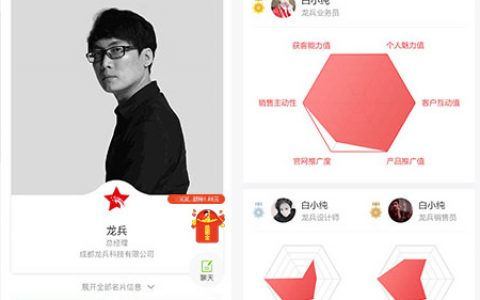 龙兵
总经理
成都龙兵科技有限公司
展开全部名片信息
聊天
白小纯
龙兵业务员
获客能力值
个人魅力值
销售主动性
客户互动值
官网推广度
产品推广值
白小纯
龙兵设计师
白小纯
龙兵销售员